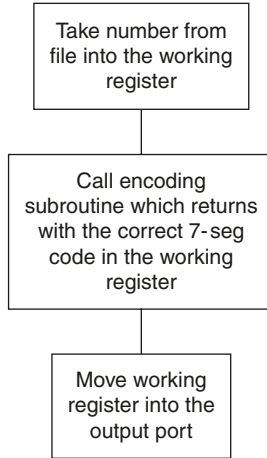 Take number from
file into the working
register
Call encoding
subroutine which returns
with the correct 7-seg
code in the working
register
Move working
register into the
output port